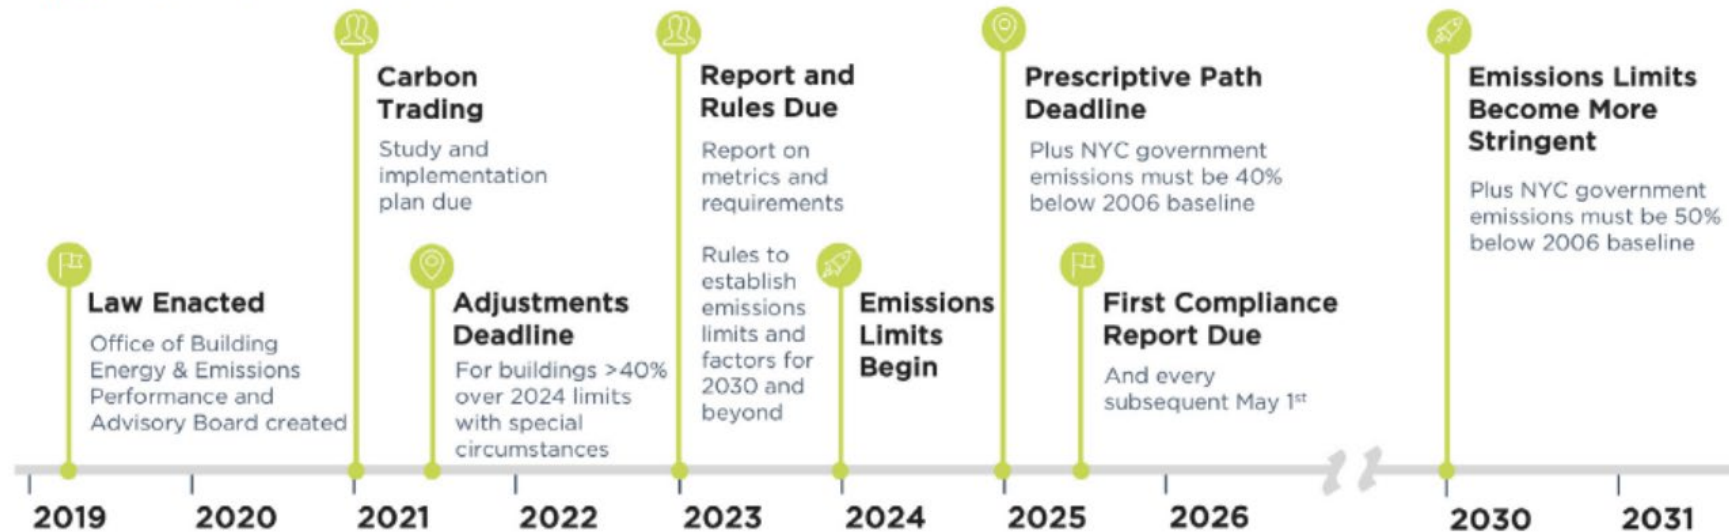 Carbon
Trading
Study and
implementation
plan due
Report and
Rules Due
Report on
metrics and
requirements
Rules to
establish
emissions
limits and
factors for
2030 and
beyond
Prescriptive Path
Deadline
Plus NYC government
emissions must be 40%
below 2006 baseline
Emissions Limits
Become More
Stringent
Plus NYC government
emissions must be 50%
below 2006 baseline
Law Enacted
Office of Building
Energy & Emissions
Performance and
Advisory Board created
Adjustments
Deadline
For buildings >40%
over 2024 limits
with special
circumstances
Emissions
Limits
Begin
First Compliance
Report Due
And every
subsequent May 1st
2019 2020 2021 2022 2023 2024 2025 2026 2030 2031